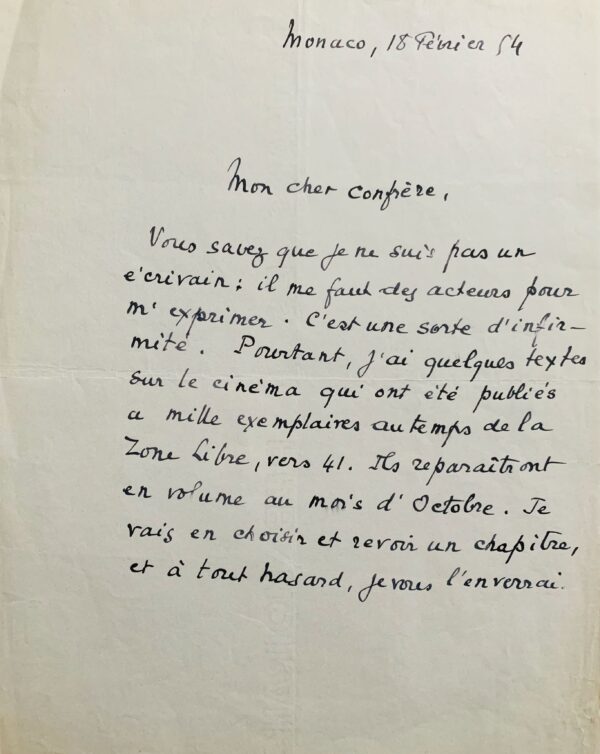 Monaco, 18 Février 54
Mon cher confrère,
Vous savez que je ne suis pas un
écrivain ; il me faut des acteurs pour
m'exprimer. C'est une sorte d'infir-
mité. Pourtant, j'ai quelques textes
sur le cinéma qui ont été publiés
a mille exemplaires au temps de la
Zone Libre, vers 41. Ils reparaîtront
en volume au mois d'Octobre. Je
vais en choisir et revoir un chapitre,
et à tout hasard, je vous l'enverrai.